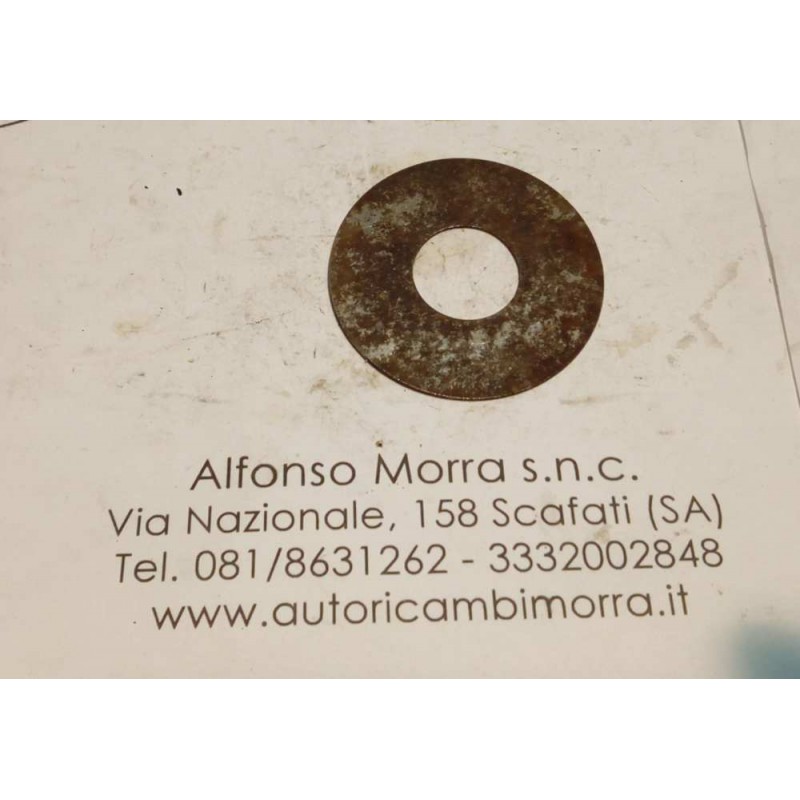 Alfonso Morra s.n.c.
Via Nazionale, 158 Scafati (SA)
Tel. 081/8631262 - 3332002848
www.autoricambimorra.it